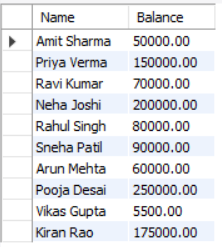 Name Balance
Amit Sharma 50000.00
Priya Verma 150000.00
Ravi Kumar 70000.00
Neha Joshi 200000.00
Rahul Singh 80000.00
Sneha Patil 90000.00
Arun Mehta 60000.00
Pooja Desai 250000.00
Vikas Gupta 5500.00
Kiran Rao 175000.00